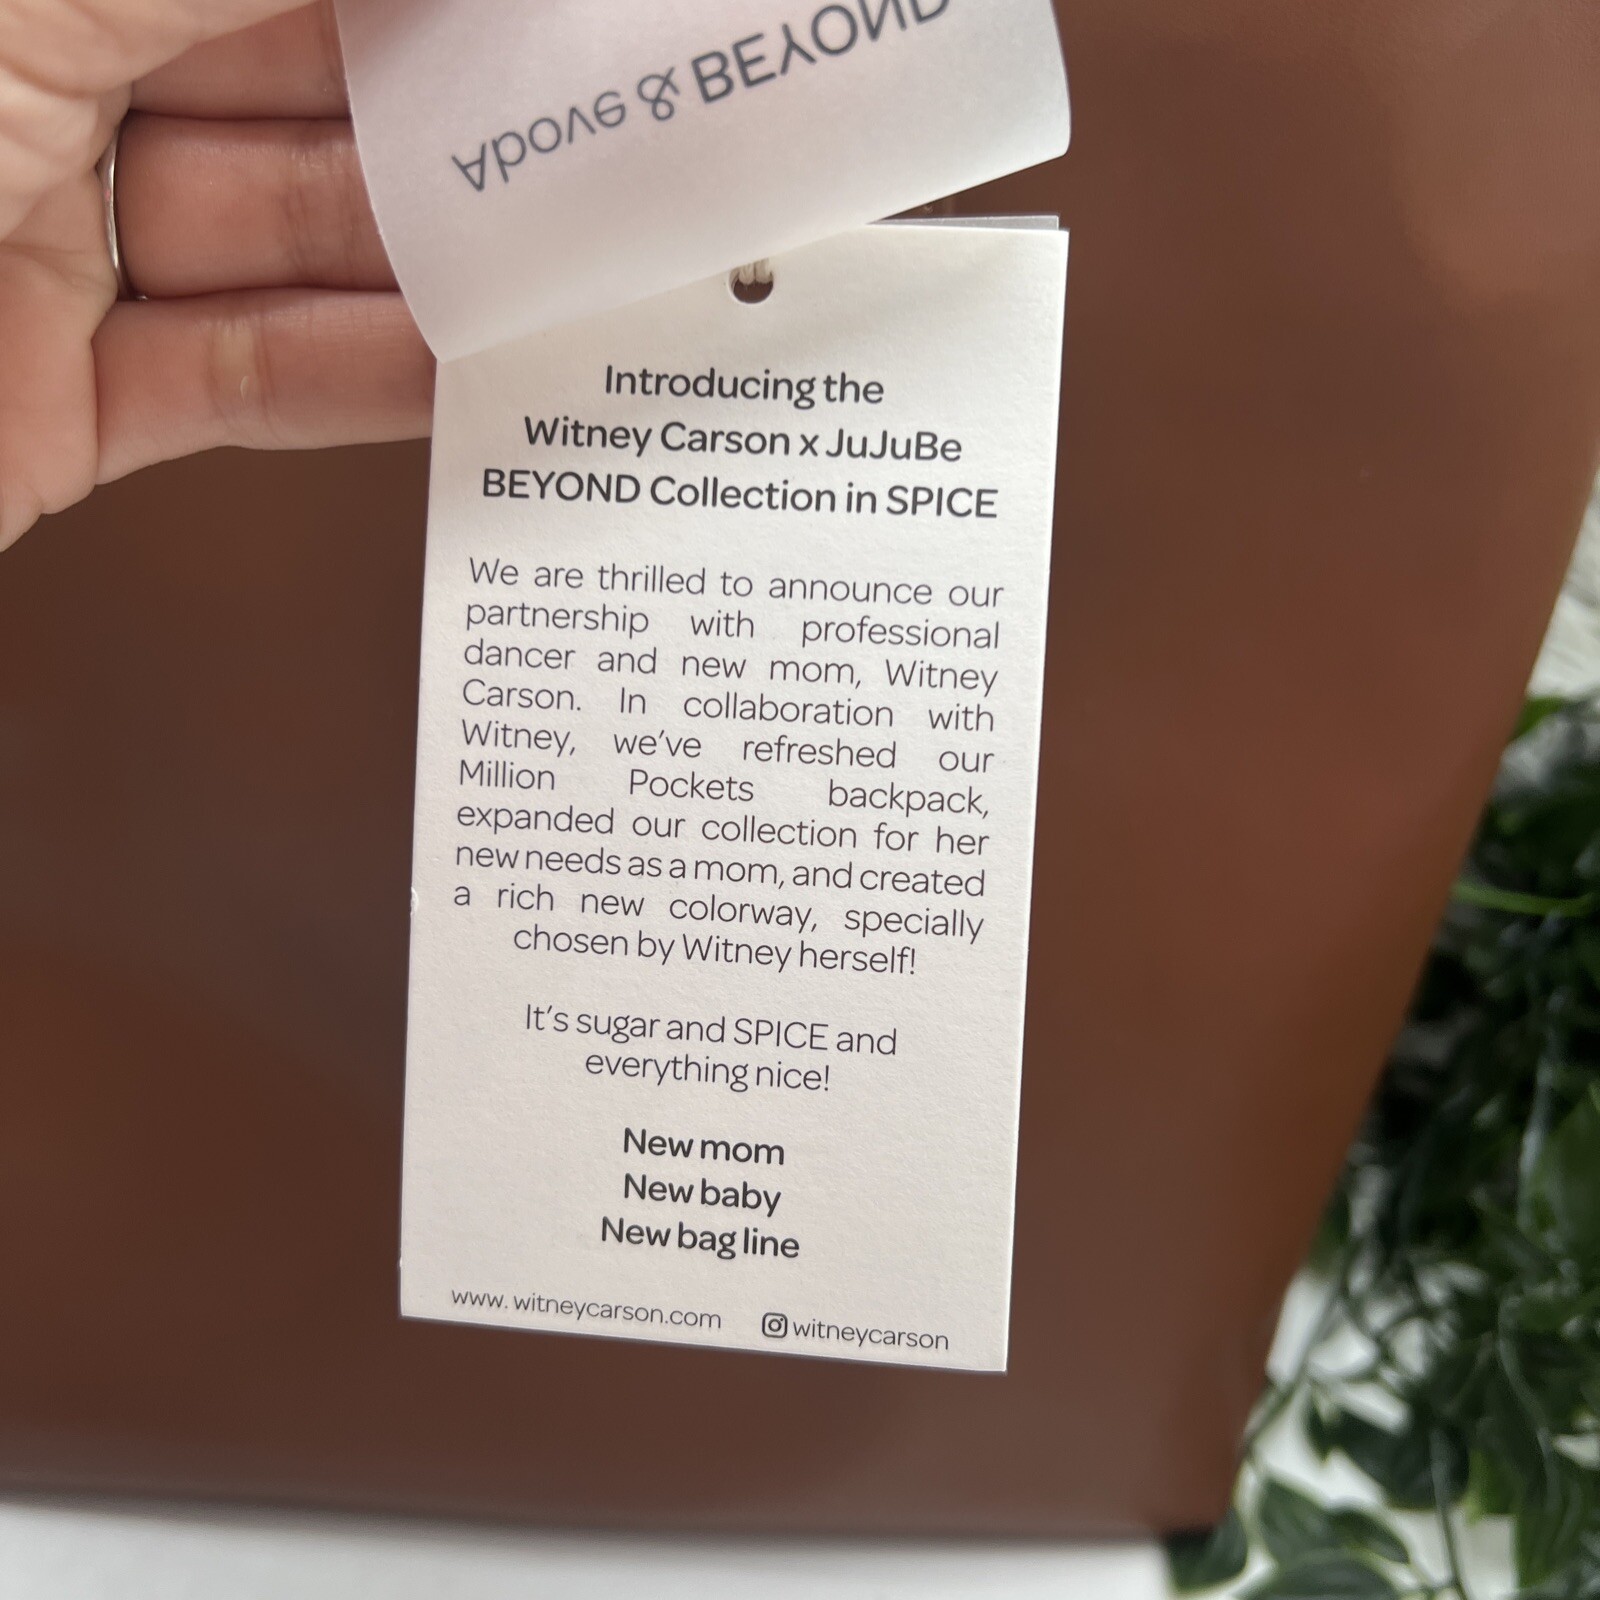 Above & BEYOND
Introducing the
Witney Carson x JuJuBe
BEYOND Collection in SPICE
We are thrilled to announce our
partnership with professional
dancer and new mom, Witney
Carson. In collaboration with
Witney, we've refreshed our
Million Pockets backpack,
expanded our collection for her
new needs as a mom, and created
a rich new colorway, specially
chosen by Witney herself!
It's sugar and SPICE and
everything nice!
New mom
New baby
New bag line
www. witneycarson.com witneycarson